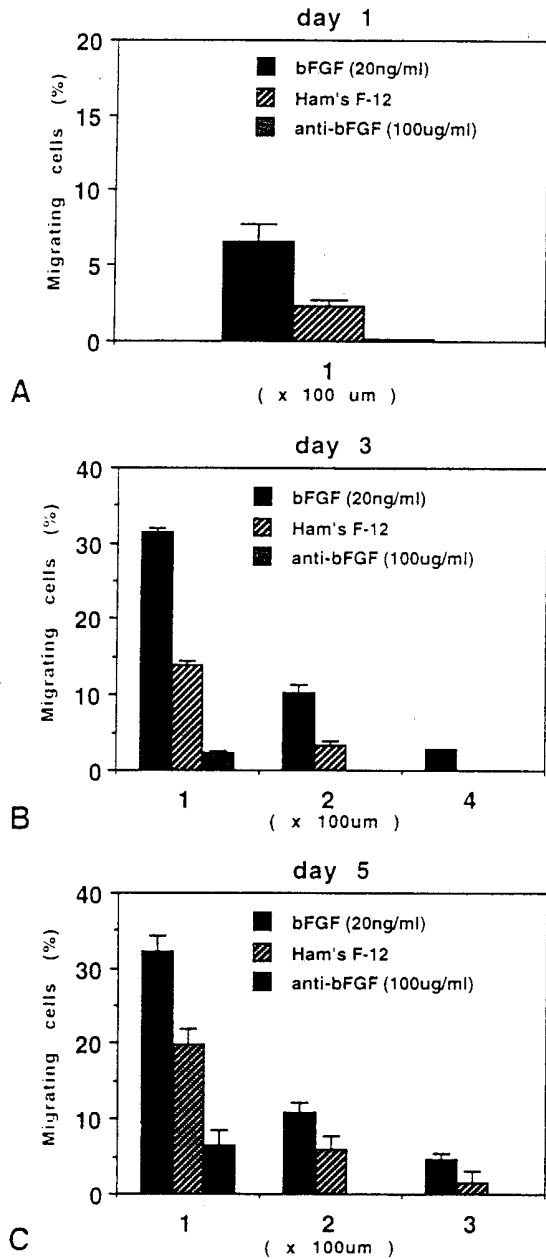 day 1
20
15
10
5
0
Migrating cells (%)
bFGF (20ng/ml)
Ham's F-12
anti-bFGF (100ug/ml)
1
( x 100 um )
A
day 3
40
30
20
10
0
Migrating cells (%)
bFGF (20ng/ml)
Ham's F-12
anti-bFGF (100ug/ml)
1 2 4
( x 100um )
B
day 5
40
30
20
10
0
Migrating cells (%)
bFGF (20ng/ml)
Ham's F-12
anti-bFGF (100ug/ml)
1 2 3
( x 100um )
C